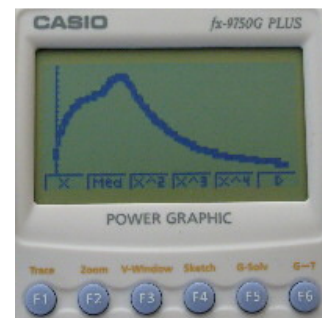 CASIO fx-9750G PLUS
X Med X^2 X^3 X^4
POWER GRAPHIC
Trace Zoom V-Window Sketch G-Solv G↔T
F1 F2 F3 F4 F5 F6